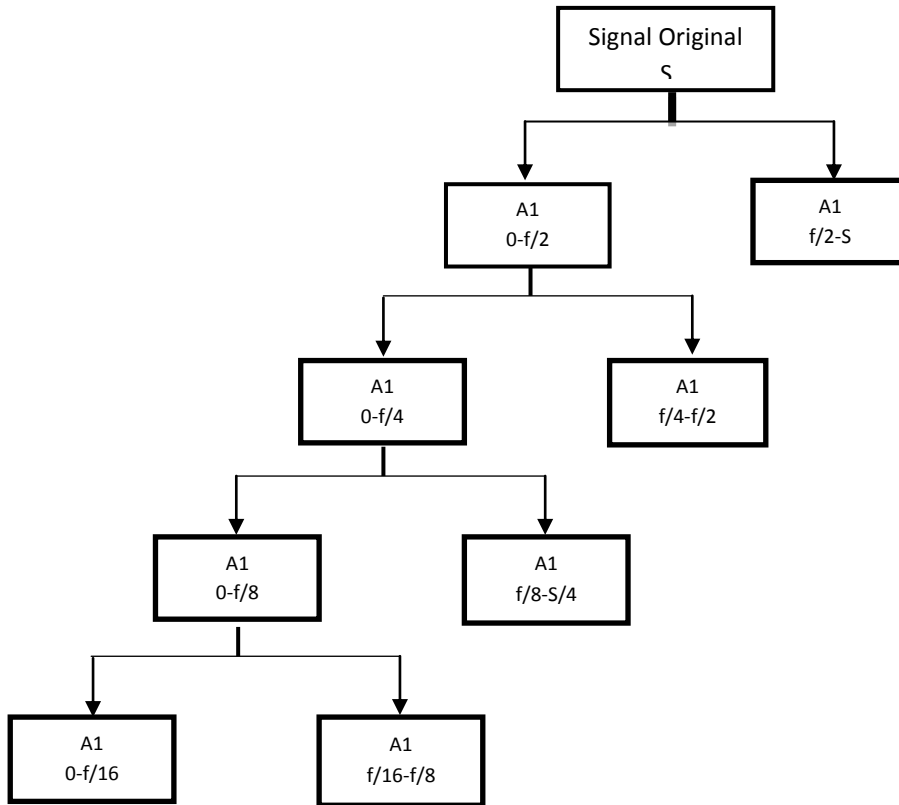 Signal Original
S
A1
0-f/2
A1
f/2-S
A1
0-f/4
A1
f/4-f/2
A1
0-f/8
A1
f/8-S/4
A1
0-f/16
A1
f/16-f/8